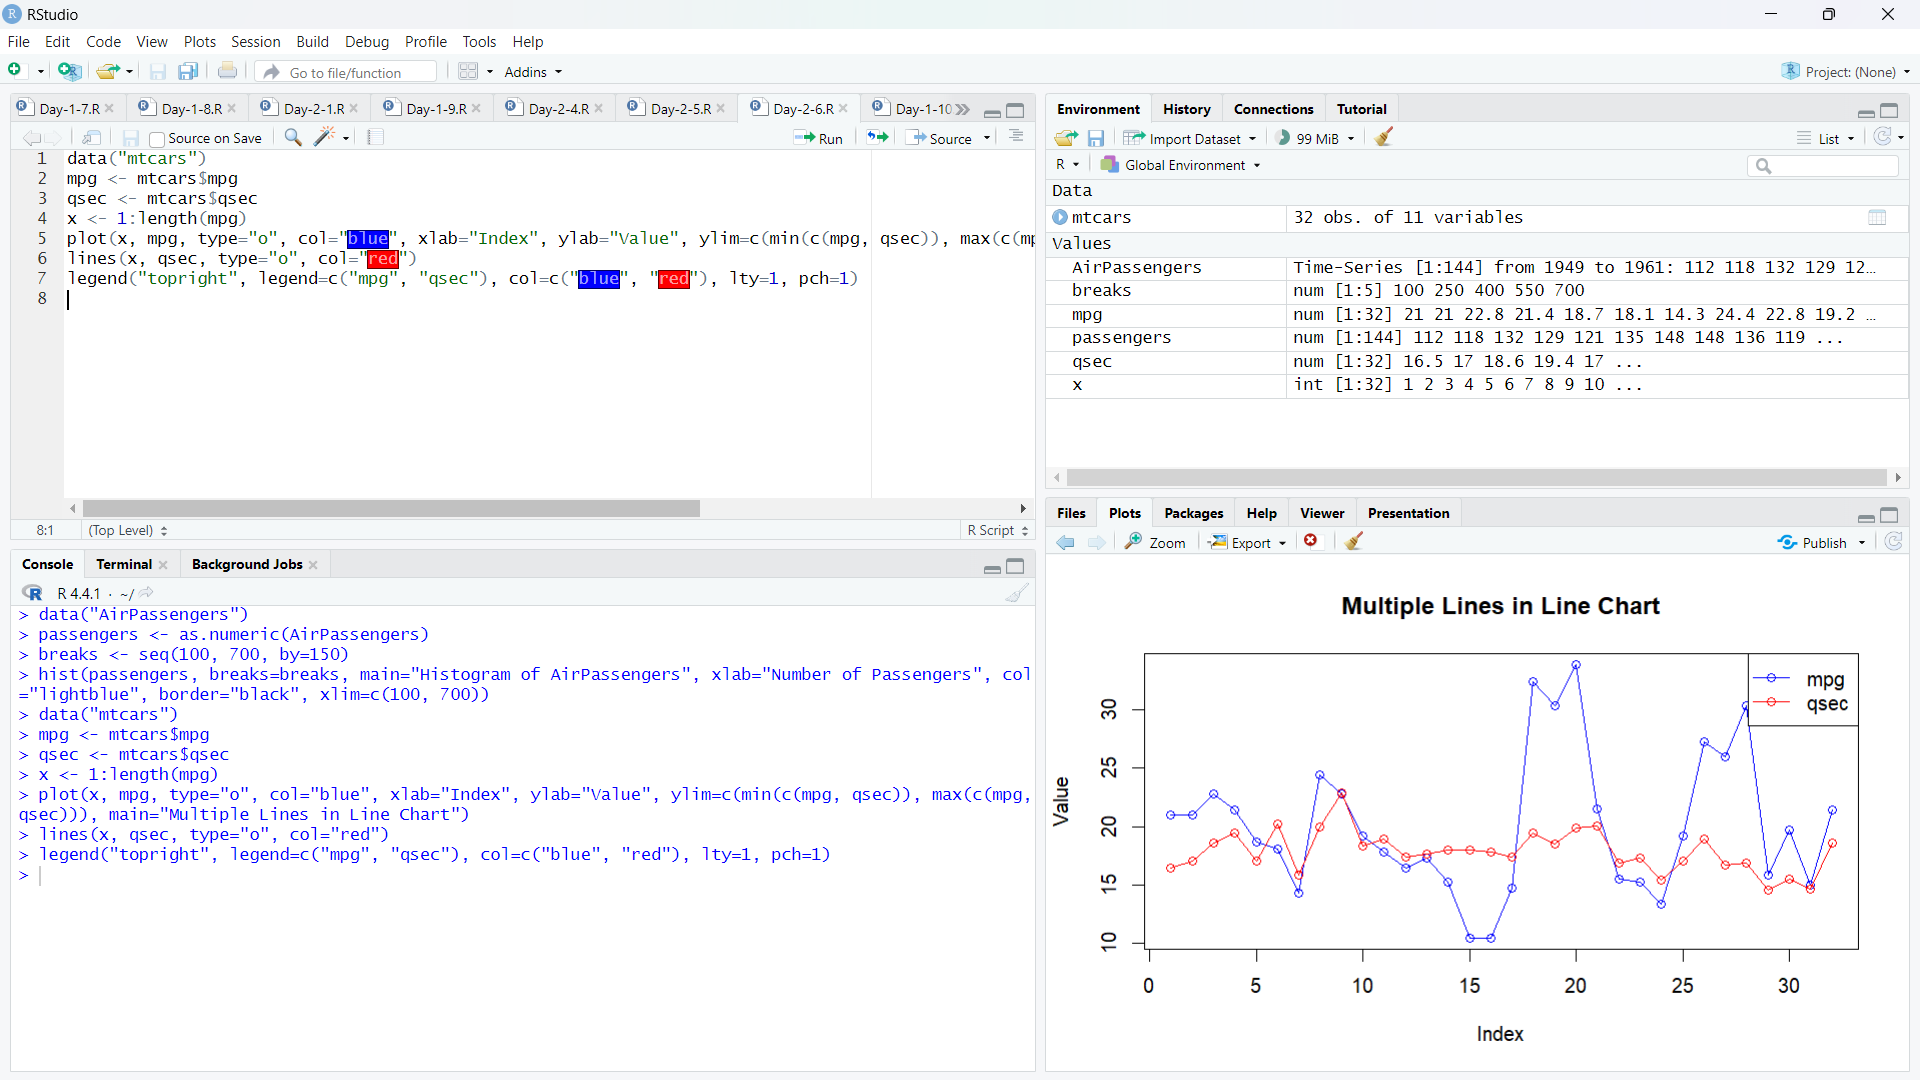 RStudio
File Edit Code View Plots Session Build Debug Profile Tools Help
Go to file/function Addins Project: (None)
Day-1-7.R Day-1-8.R Day-2-1.R Day-1-9.R Day-2-4.R Day-2-5.R Day-2-6.R Day-1-10
Source on Save Run Source
1 data("mtcars")
2 mpg <- mtcars$mpg
3 qsec <- mtcars$qsec
4 x <- 1:length(mpg)
5 plot(x, mpg, type="o", col="blue", xlab="Index", ylab="Value", ylim=c(min(c(mpg, qsec)), max(c(mp
6 lines(x, qsec, type="o", col="red")
7 legend("topright", legend=c("mpg", "qsec"), col=c("blue", "red"), lty=1, pch=1)
8
8:1 (Top Level) R Script
Console Terminal Background Jobs
R 4.4.1 · ~/
> data("AirPassengers")
> passengers <- as.numeric(AirPassengers)
> breaks <- seq(100, 700, by=150)
> hist(passengers, breaks=breaks, main="Histogram of AirPassengers", xlab="Number of Passengers", col
="lightblue", border="black", xlim=c(100, 700))
> data("mtcars")
> mpg <- mtcars$mpg
> qsec <- mtcars$qsec
> x <- 1:length(mpg)
> plot(x, mpg, type="o", col="blue", xlab="Index", ylab="Value", ylim=c(min(c(mpg, qsec)), max(c(mpg,
qsec))), main="Multiple Lines in Line Chart")
> lines(x, qsec, type="o", col="red")
> legend("topright", legend=c("mpg", "qsec"), col=c("blue", "red"), lty=1, pch=1)
>
Environment History Connections Tutorial
Import Dataset 99 MiB List
R Global Environment
Data
mtcars 32 obs. of 11 variables
Values
AirPassengers Time-Series [1:144] from 1949 to 1961: 112 118 132 129 12…
breaks num [1:5] 100 250 400 550 700
mpg num [1:32] 21 21 22.8 21.4 18.7 18.1 14.3 24.4 22.8 19.2 …
passengers num [1:144] 112 118 132 129 121 135 148 148 136 119 ...
qsec num [1:32] 16.5 17 18.6 19.4 17 ...
x int [1:32] 1 2 3 4 5 6 7 8 9 10 ...
Files Plots Packages Help Viewer Presentation
Zoom Export Publish
Multiple Lines in Line Chart
mpg
qsec
Value
30
25
20
15
10
0 5 10 15 20 25 30
Index